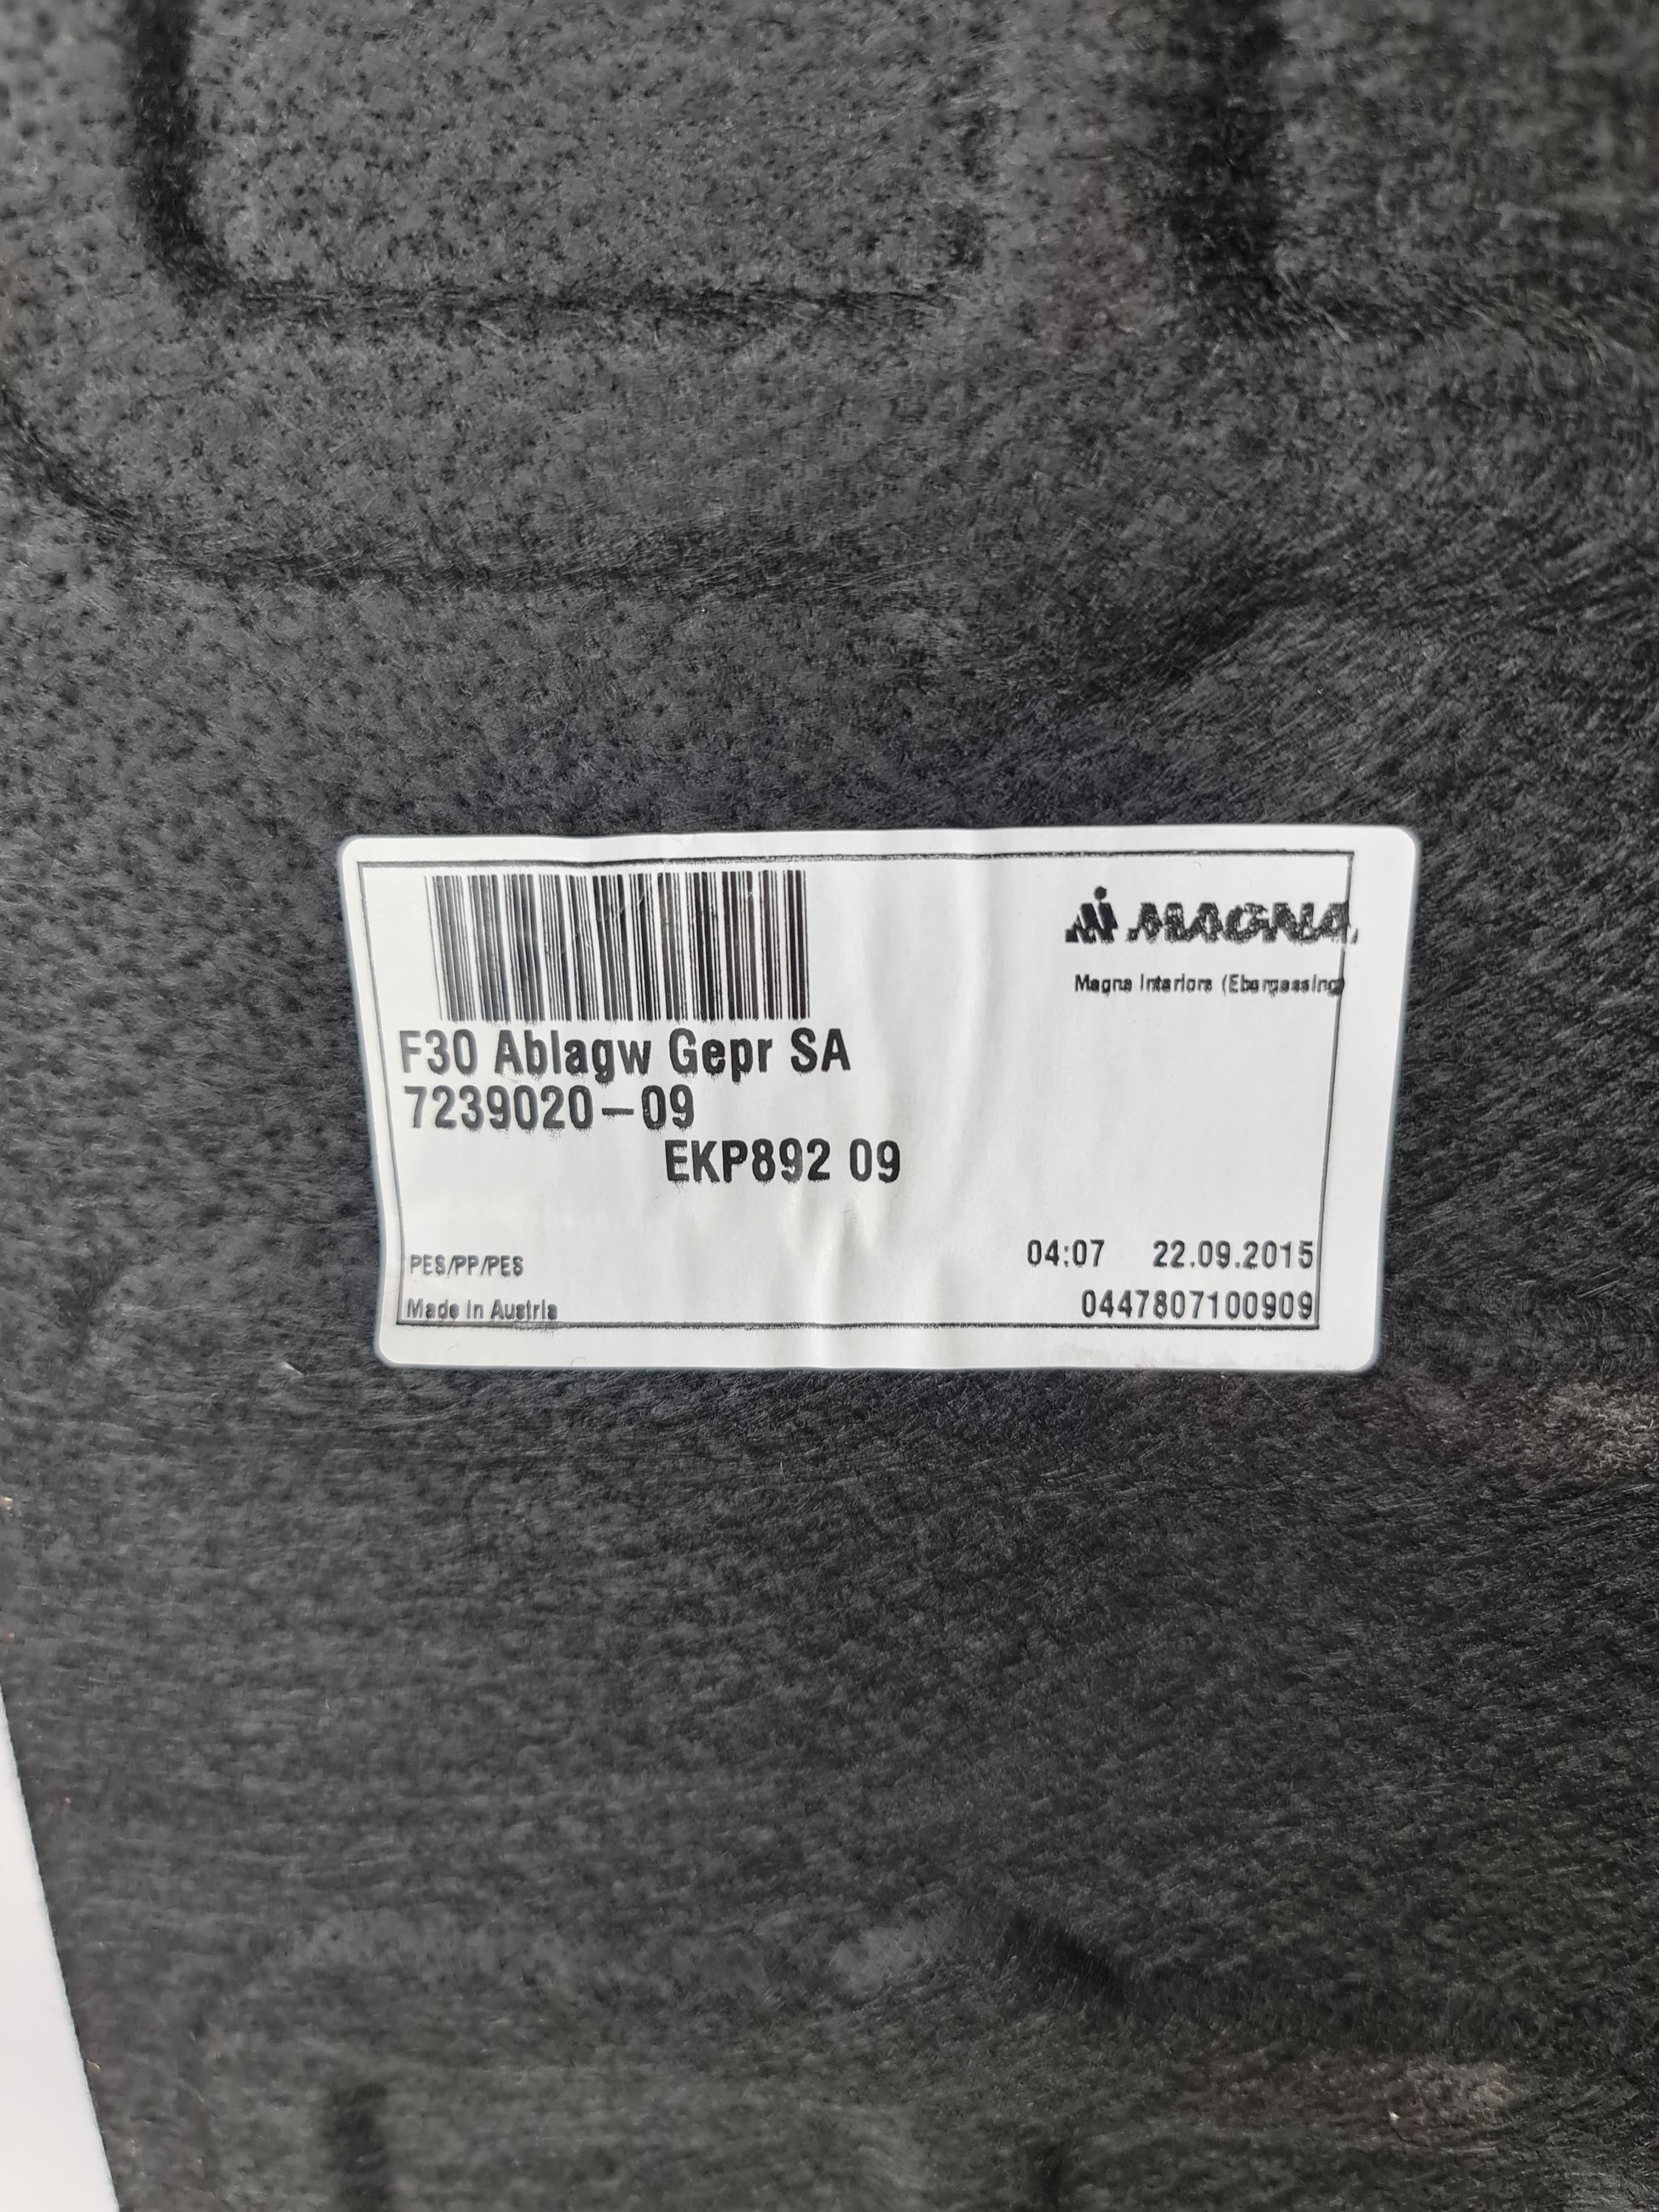 MAGNA
Magna Interiors (Ebergassing)
F30 Ablagw Gepr SA
7239020-09
EKP892 09
PES/PP/PES
04:07 22.09.2015
Made in Austria
0447807100909